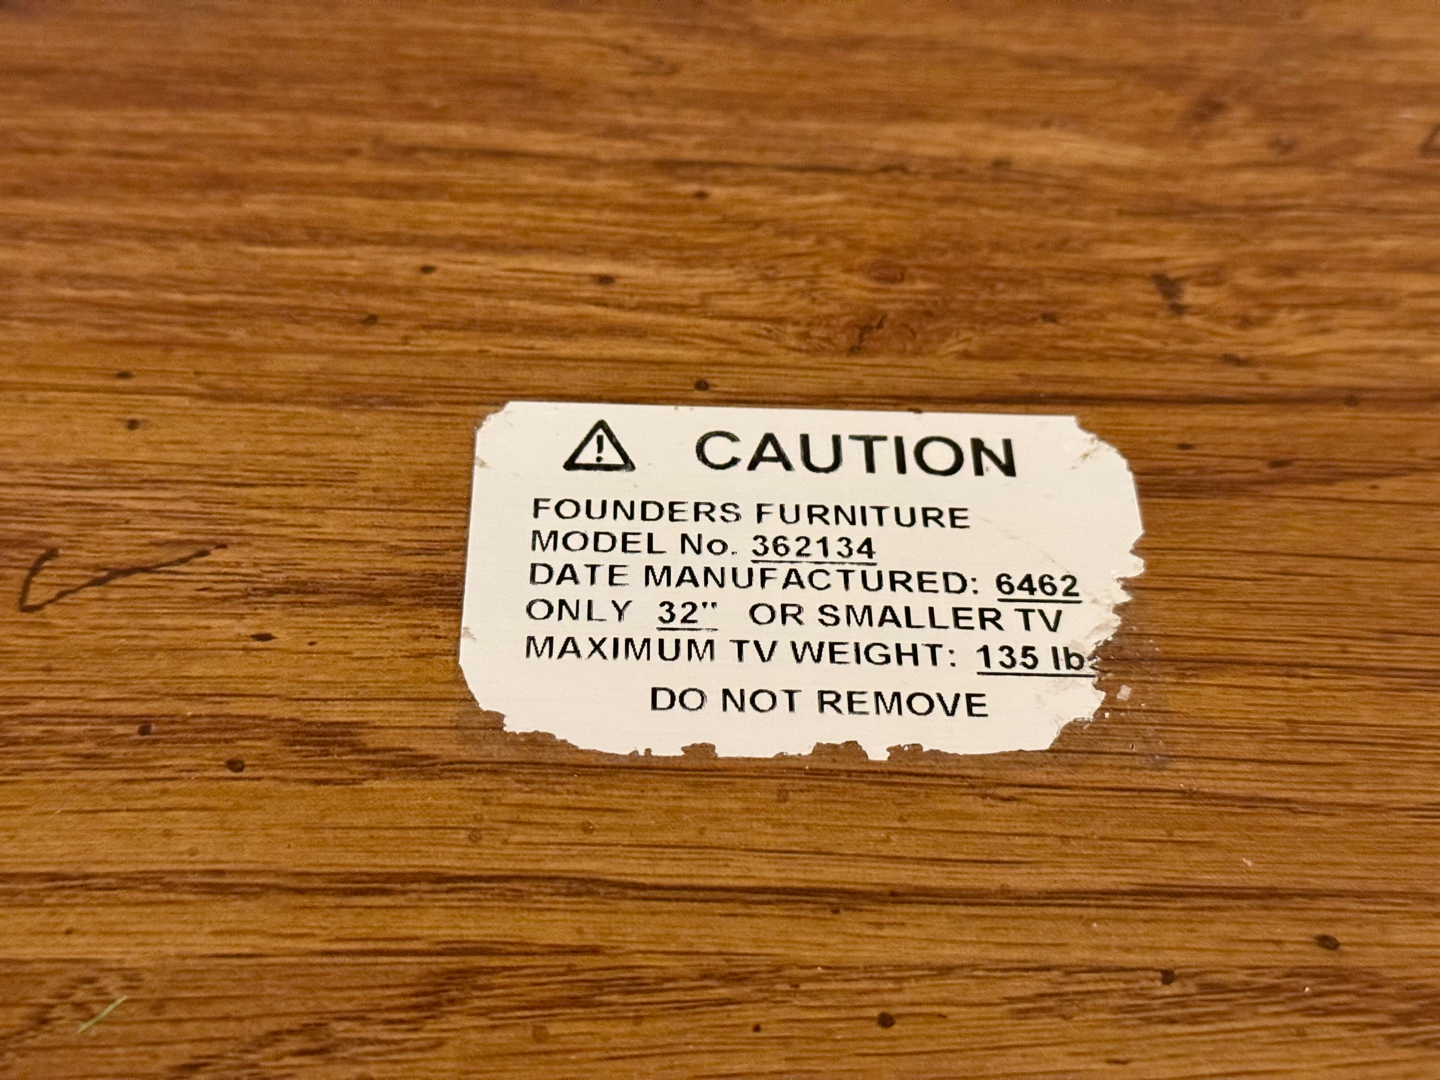 CAUTION
FOUNDERS FURNITURE
MODEL No. 362134
DATE MANUFACTURED: 6462
ONLY 32" OR SMALLER TV
MAXIMUM TV WEIGHT: 135 lbs
DO NOT REMOVE